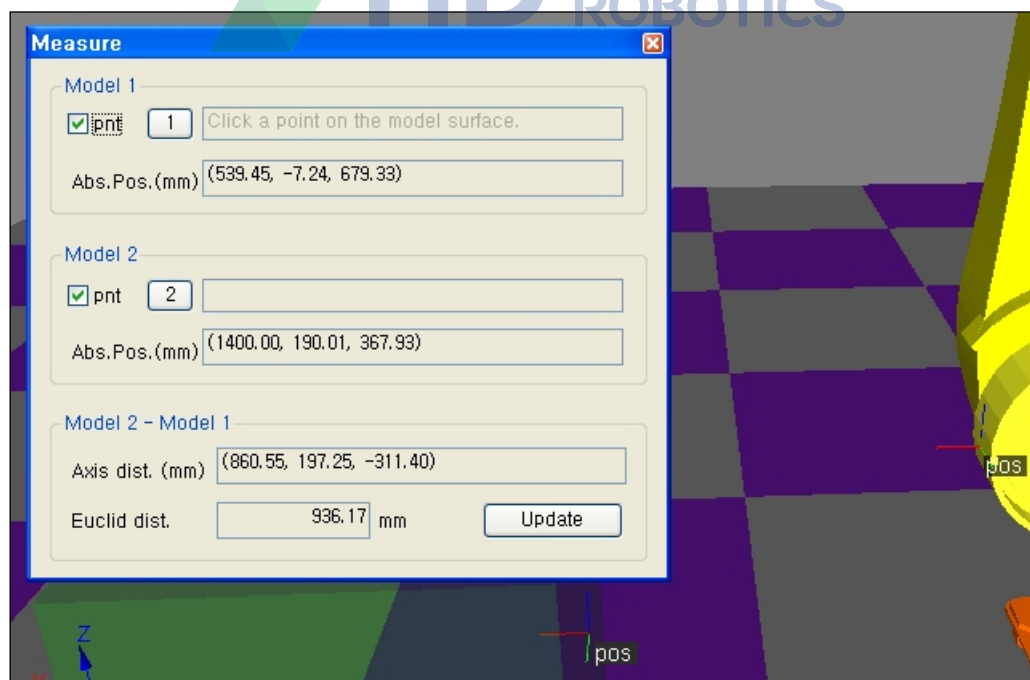 HD ROBOTICS
Measure
Model 1
pnt 1 Click a point on the model surface.
Abs.Pos.(mm) (539.45, -7.24, 679.33)
Model 2
pnt 2
Abs.Pos.(mm) (1400.00, 190.01, 367.93)
Model 2 - Model 1
Axis dist. (mm) (860.55, 197.25, -311.40)
Euclid dist. 936.17 mm Update
pos
Z
pos